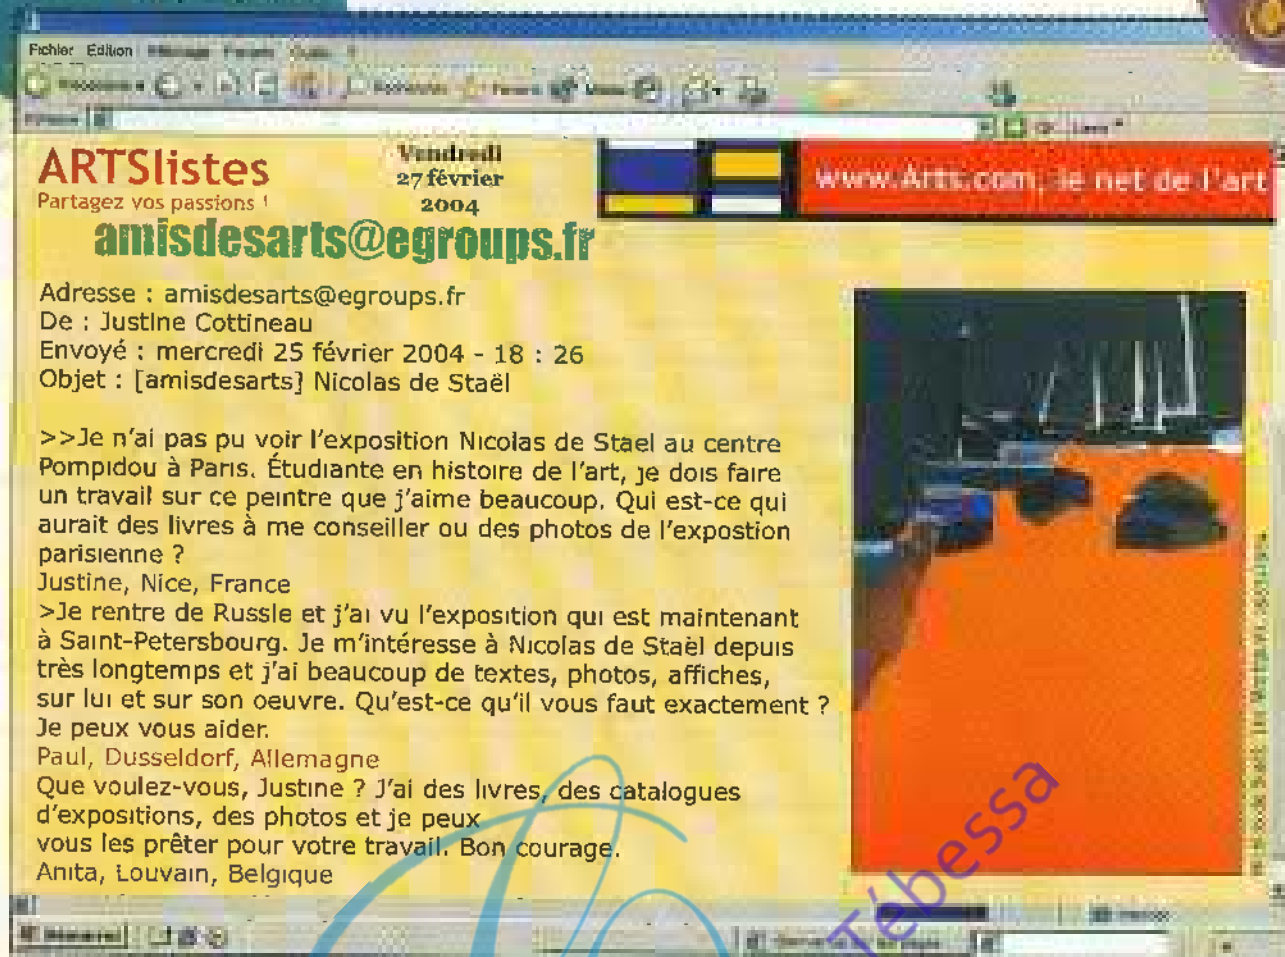 Fichier Edition
ARTSlistes
Partagez vos passions !
Vendredi
27 février
2004
www.Arts.com, le net de l'art
amisdesarts@egroups.fr
Adresse : amisdesarts@egroups.fr
De : Justine Cottineau
Envoyé : mercredi 25 février 2004 - 18 : 26
Objet : [amisdesarts] Nicolas de Staël
>>Je n'ai pas pu voir l'exposition Nicolas de Stael au centre
Pompidou à Paris. Étudiante en histoire de l'art, je dois faire
un travail sur ce peintre que j'aime beaucoup. Qui est-ce qui
aurait des livres à me conseiller ou des photos de l'expostion
parisienne ?
Justine, Nice, France
>Je rentre de Russie et j'ai vu l'exposition qui est maintenant
à Saint-Petersbourg. Je m'intéresse à Nicolas de Staël depuis
très longtemps et j'ai beaucoup de textes, photos, affiches,
sur lui et sur son oeuvre. Qu'est-ce qu'il vous faut exactement ?
Je peux vous aider.
Paul, Dusseldorf, Allemagne
Que voulez-vous, Justine ? J'ai des livres, des catalogues
d'expositions, des photos et je peux
vous les prêter pour votre travail. Bon courage.
Anita, Louvain, Belgique
Tébessa